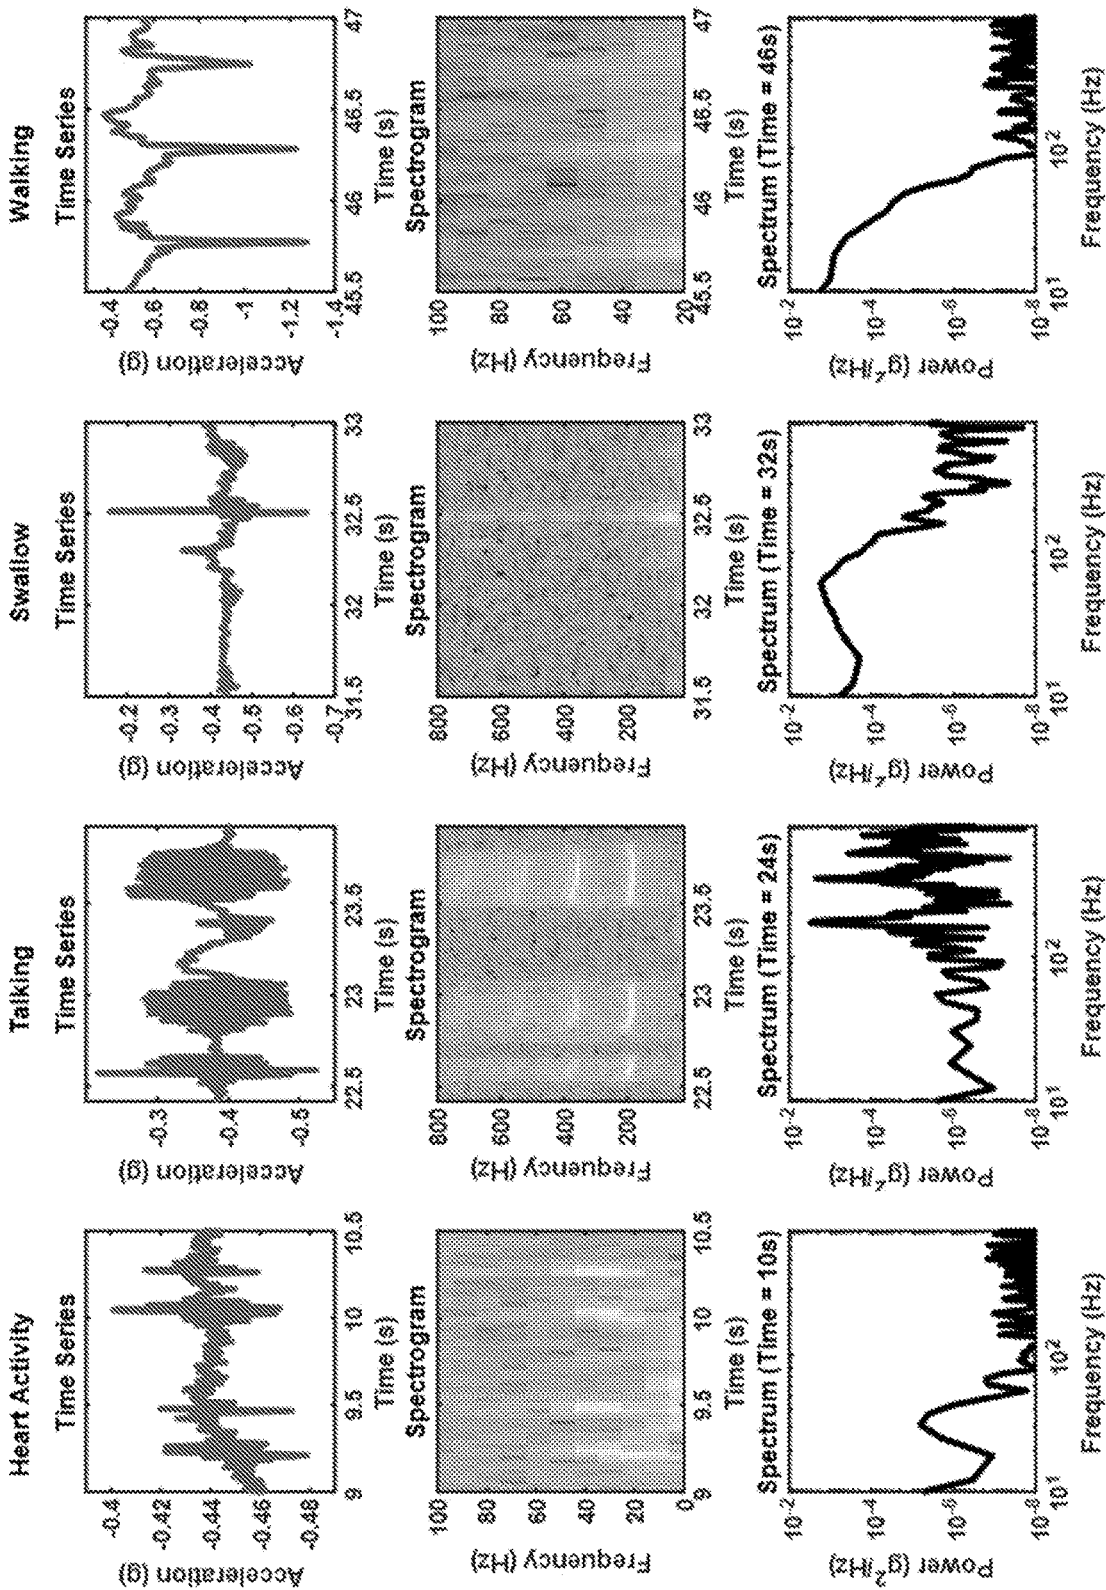 Heart Activity
Time Series
Acceleration (g)
-0.4
-0.42
-0.44
-0.46
-0.48
9 9.5 10 10.5
Time (s)
Spectrogram
Frequency (Hz)
100
80
60
40
20
0
9 9.5 10 10.5
Time (s)
Spectrum (Time = 10s)
Power (g²/Hz)
10⁻²
10⁻⁴
10⁻⁶
10⁻⁸
10¹ 10²
Frequency (Hz)
Talking
Time Series
Acceleration (g)
-0.3
-0.4
-0.5
22.5 23 23.5
Time (s)
Spectrogram
Frequency (Hz)
800
600
400
200
22.5 23 23.5
Time (s)
Spectrum (Time = 24s)
Power (g²/Hz)
10⁻²
10⁻⁴
10⁻⁶
10⁻⁸
10¹ 10²
Frequency (Hz)
Swallow
Time Series
Acceleration (g)
-0.2
-0.3
-0.4
-0.5
-0.6
-0.7
31.5 32 32.5 33
Time (s)
Spectrogram
Frequency (Hz)
800
600
400
200
31.5 32 32.5 33
Time (s)
Spectrum (Time = 32s)
Power (g²/Hz)
10⁻²
10⁻⁴
10⁻⁶
10⁻⁸
10¹ 10²
Frequency (Hz)
Walking
Time Series
Acceleration (g)
-0.4
-0.6
-0.8
-1
-1.2
-1.4
45.5 46 46.5 47
Time (s)
Spectrogram
Frequency (Hz)
100
80
60
40
20
45.5 46 46.5 47
Time (s)
Spectrum (Time = 46s)
Power (g²/Hz)
10⁻²
10⁻⁴
10⁻⁶
10⁻⁸
10¹ 10²
Frequency (Hz)